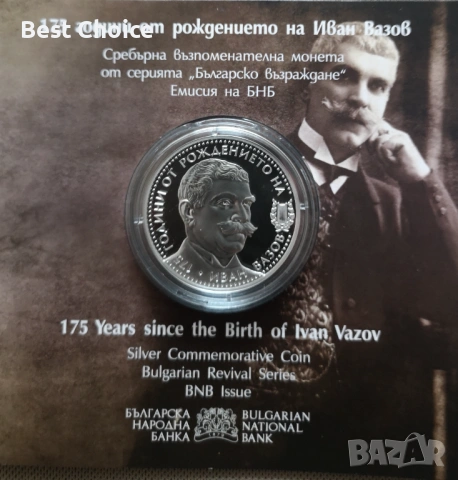 Best Choice
175 години от рождението на Иван Вазов
Сребърна възпоменателна монета
от серията „Българско възраждане“
Емисия на БНБ
175 ГОДИНИ ОТ РОЖДЕНИЕТО НА
ИВАН ВАЗОВ
175 Years since the Birth of Ivan Vazov
Silver Commemorative Coin
Bulgarian Revival Series
BNB Issue
БЪЛГАРСКА НАРОДНА БАНКА
BULGARIAN NATIONAL BANK
BAZAR